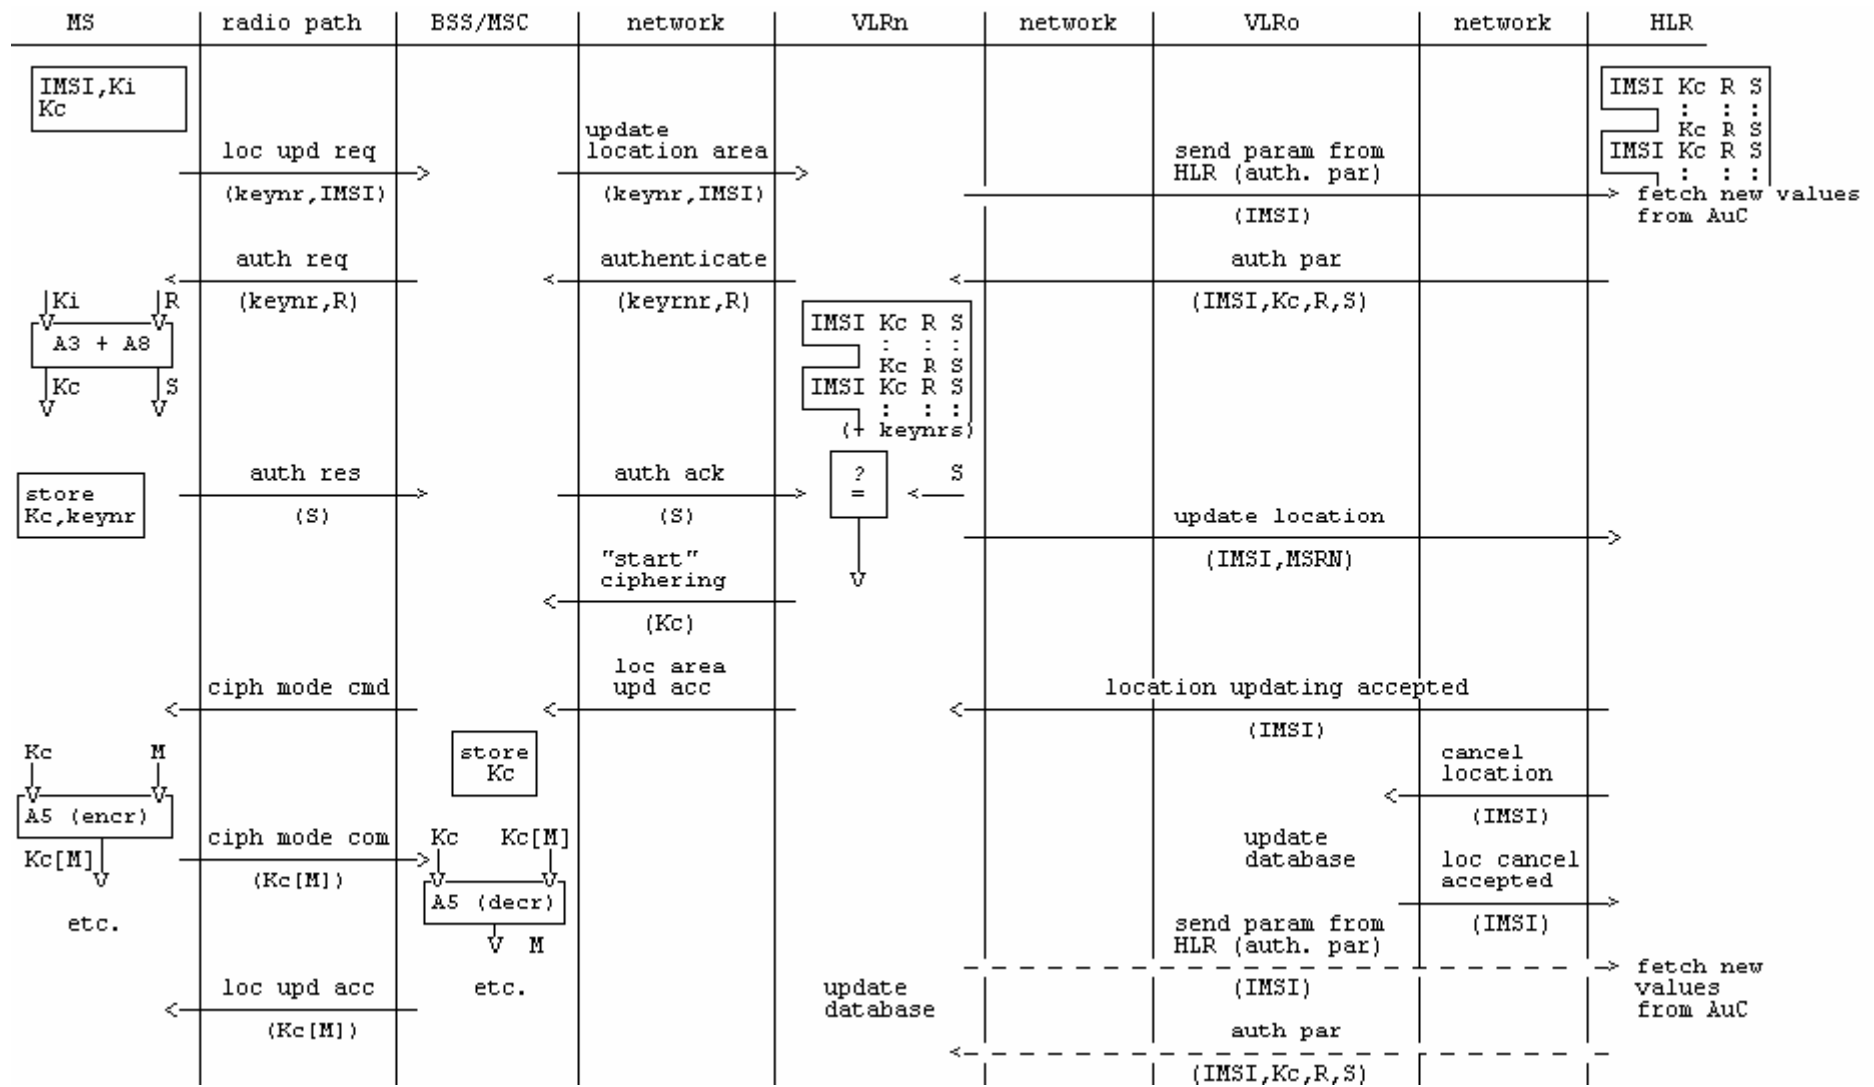 MS radio path BSS/MSC network VLRn network VLRo network HLR
IMSI,Ki
Kc
IMSI Kc R S
: : :
Kc R S
IMSI Kc R S
: : :
loc upd req
(keynr,IMSI)
update
location area
(keynr,IMSI)
send param from
HLR (auth. par)
(IMSI)
fetch new values
from AuC
auth req
(keynr,R)
authenticate
(keyrnr,R)
auth par
(IMSI,Kc,R,S)
Ki R
A3 + A8
Kc S
IMSI Kc R S
: : :
Kc R S
IMSI Kc R S
: : :
(+ keynrs)
store
Kc,keynr
auth res
(S)
auth ack
(S)
?
=
S
update location
(IMSI,MSRN)
"start"
ciphering
(Kc)
ciph mode cmd
loc area
upd acc
location updating accepted
(IMSI)
Kc M
A5 (encr)
Kc[M]
etc.
store
Kc
cancel
location
(IMSI)
ciph mode com
(Kc[M])
Kc Kc[M]
A5 (decr)
M
etc.
update
database
loc cancel
accepted
(IMSI)
send param from
HLR (auth. par)
(IMSI)
fetch new
values
from AuC
loc upd acc
(Kc[M])
update
database
auth par
(IMSI,Kc,R,S)